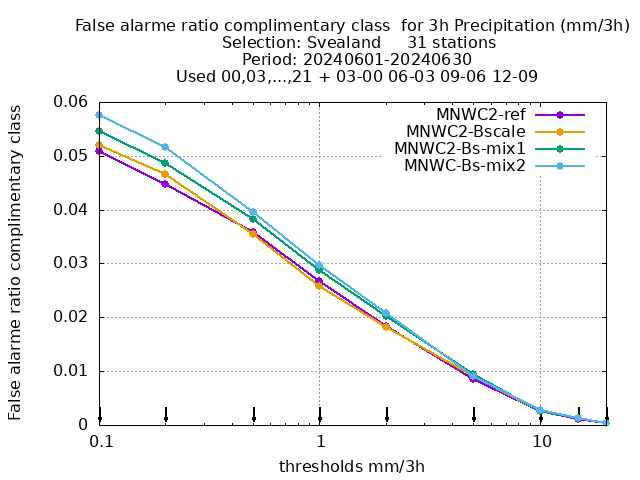 False alarme ratio complimentary class  for 3h Precipitation (mm/3h)
Selection: Svealand     31 stations
Period: 20240601-20240630
Used 00,03,...,21 + 03-00 06-03 09-06 12-09
False alarme ratio complimentary class
0.06
0.05
0.04
0.03
0.02
0.01
0
MNWC2-ref
MNWC2-Bscale
MNWC2-Bs-mix1
MNWC-Bs-mix2
0.1 1 10
thresholds mm/3h